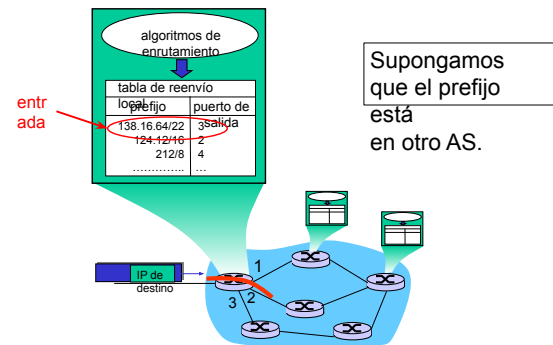 algoritmos de
enrutamiento
tabla de reenvío
local
prefijo
puerto de
salida
138.16.64/22 3
124.12/16 2
212/8 4
………….. …
entr
ada
Supongamos
que el prefijo
está
en otro AS.
IP de
destino
1
2
3